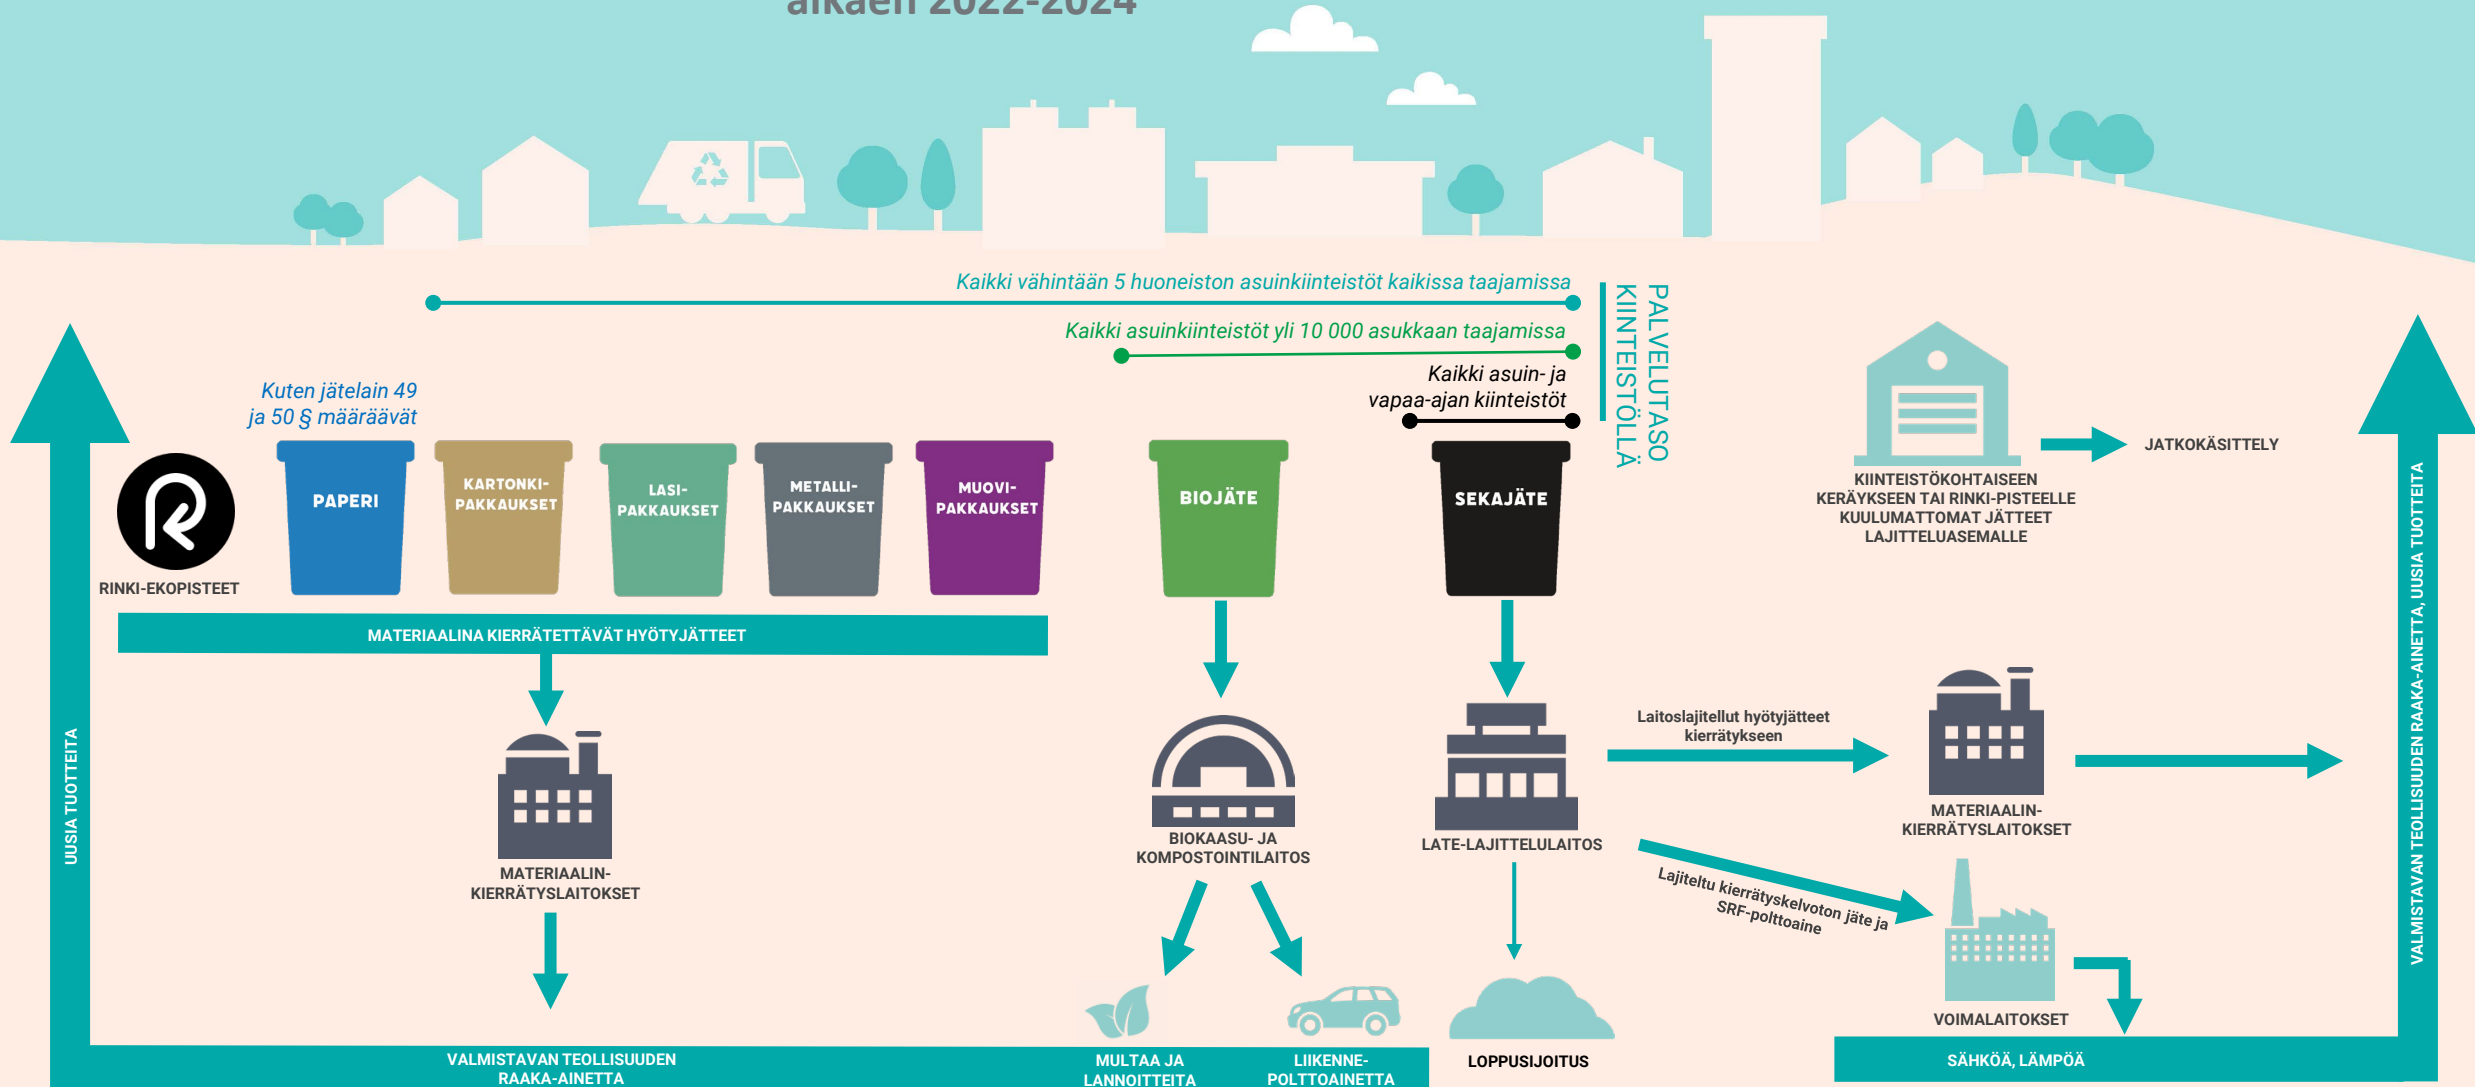 aikaen 2022-2024
Kaikki vähintään 5 huoneiston asuinkiinteistöt kaikissa taajamissa
Kaikki asuinkiinteistöt yli 10 000 asukkaan taajamissa
Kaikki asuin- ja
vapaa-ajan kiinteistöt
PALVELUTASO
KIINTEISTÖLLÄ
Kuten jätelain 49
ja 50 § määräävät
RINKI-EKOPISTEET
PAPERI
KARTONKI-
PAKKAUKSET
LASI-
PAKKAUKSET
METALLI-
PAKKAUKSET
MUOVI-
PAKKAUKSET
BIOJÄTE
SEKAJÄTE
JATKOKÄSITTELY
KIINTEISTÖKOHTAISEEN
KERÄYKSEEN TAI RINKI-PISTEELLE
KUULUMATTOMAT JÄTTEET
LAJITTELUASEMALLE
MATERIAALINA KIERRÄTETTÄVÄT HYÖTYJÄTTEET
MATERIAALIN-
KIERRÄTYSLAITOKSET
BIOKAASU- JA
KOMPOSTOINTILAITOS
LATE-LAJITTELULAITOS
Laitoslajitellut hyötyjätteet
kierrätykseen
MATERIAALIN-
KIERRÄTYSLAITOKSET
Lajiteltu kierrätyskelvoton jäte ja
SRF-polttoaine
VOIMALAITOKSET
UUSIA TUOTTEITA
VALMISTAVAN TEOLLISUUDEN RAAKA-AINETTA, UUSIA TUOTTEITA
VALMISTAVAN TEOLLISUUDEN
RAAKA-AINETTA
MULTAA JA
LANNOITTEITA
LIIKENNE-
POLTTOAINETTA
LOPPUSIJOITUS
SÄHKÖÄ, LÄMPÖÄ